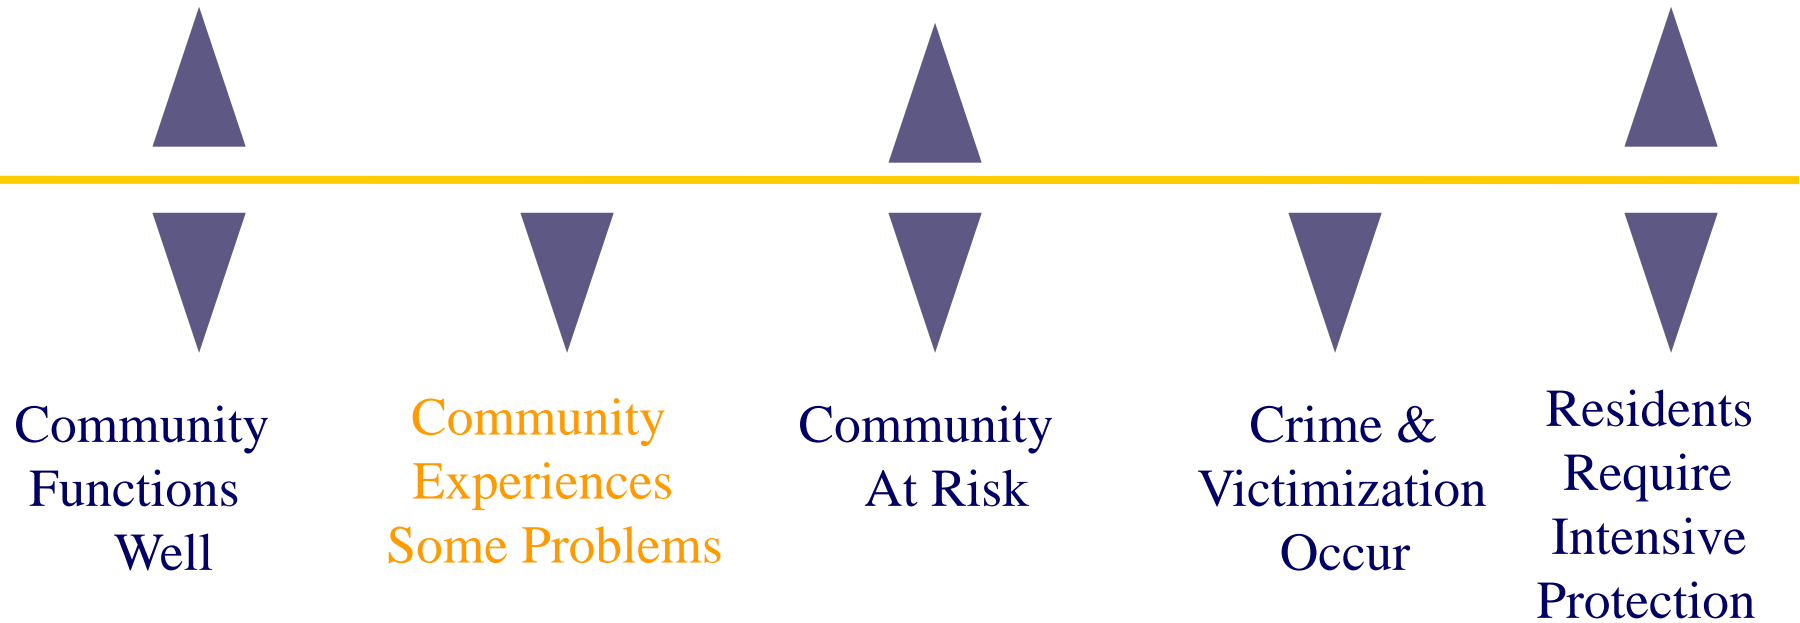 Community
Functions
Well
Community
Experiences
Some Problems
Community
At Risk
Crime &
Victimization
Occur
Residents
Require
Intensive
Protection